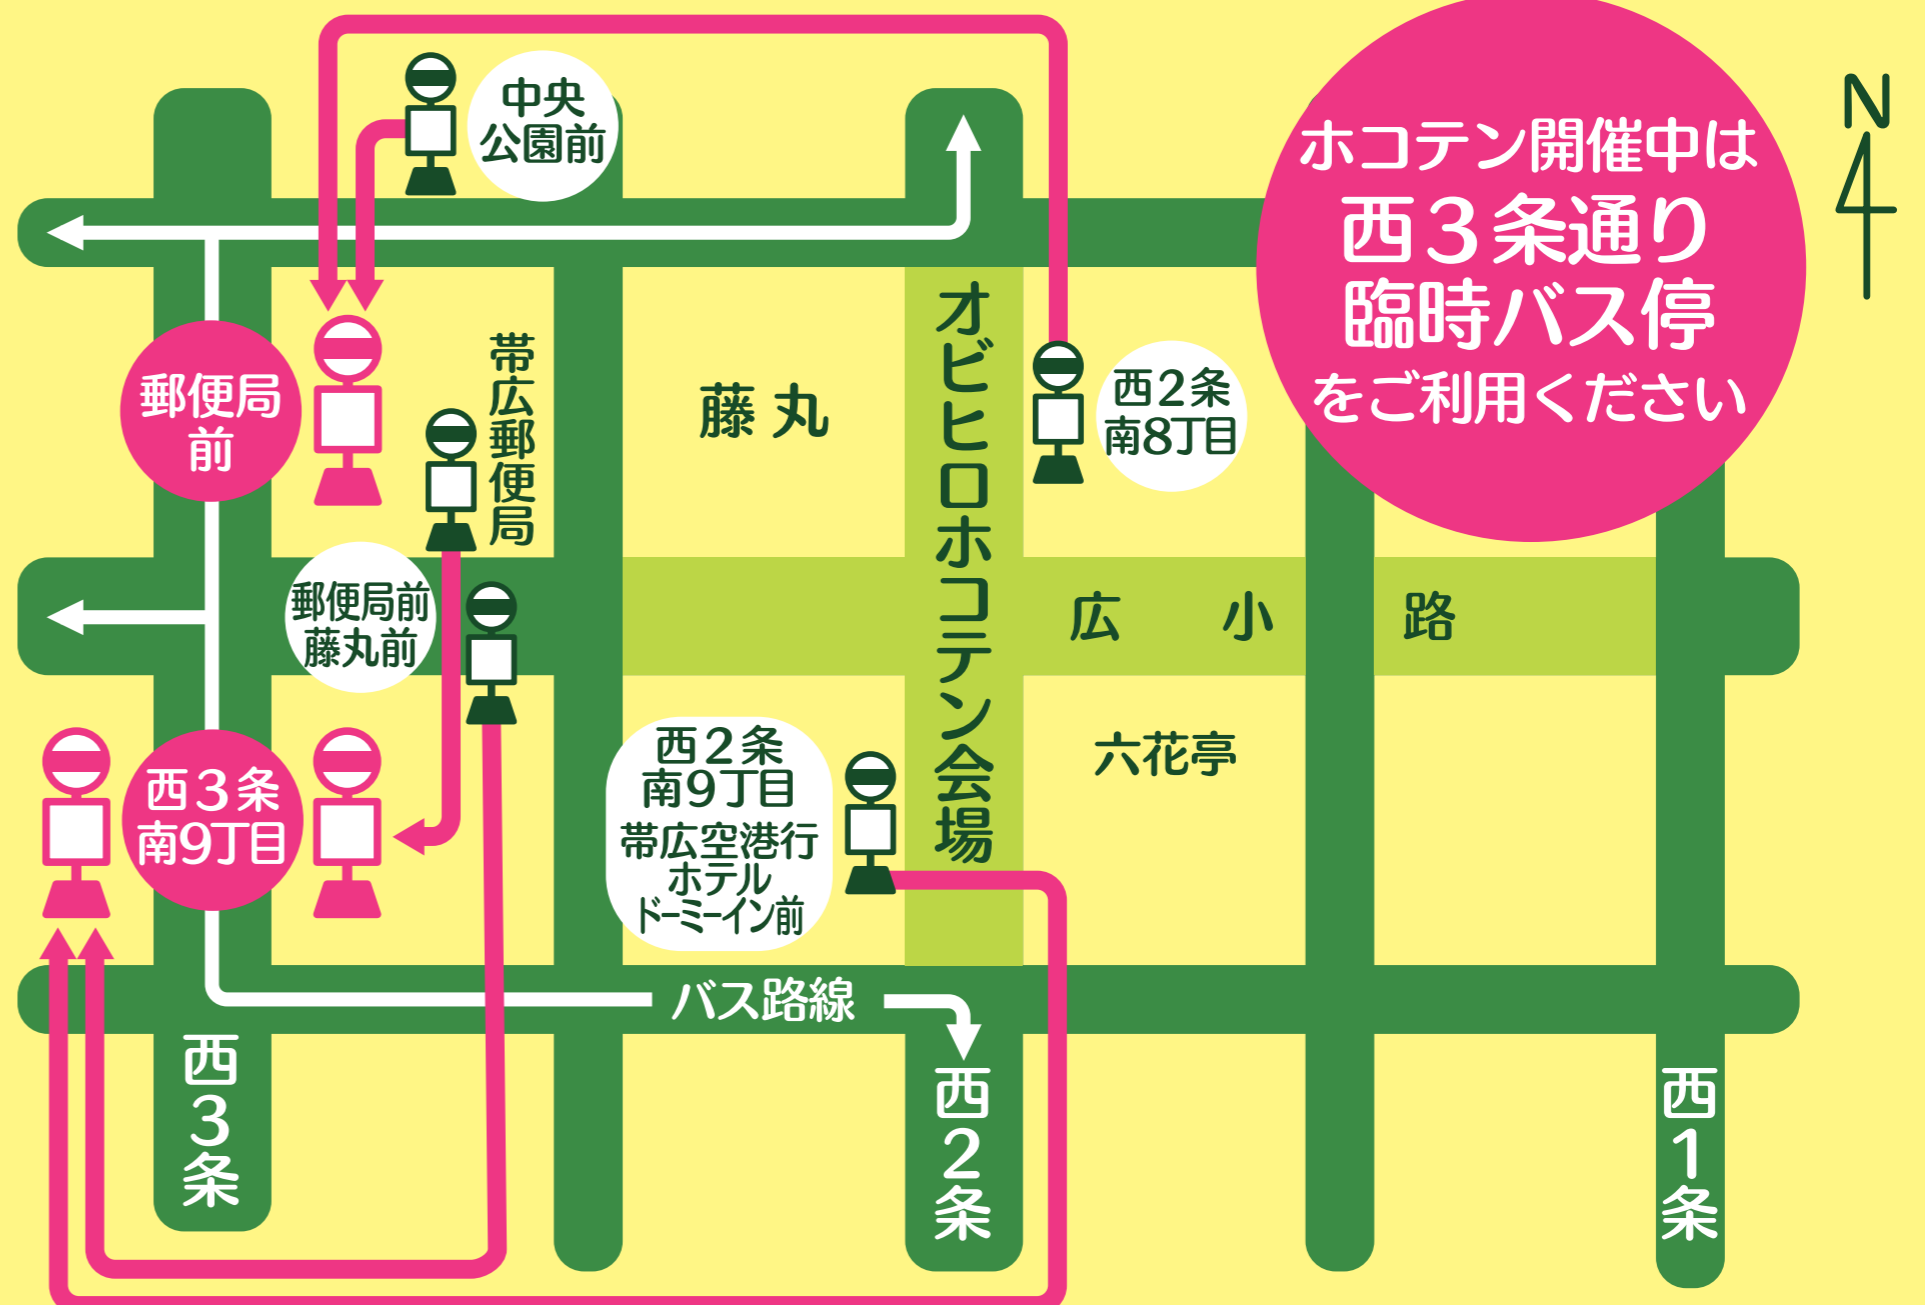 中央
公園前
N
ホコテン開催中は
西3条通り
臨時バス停
をご利用ください
郵便局
前
帯広郵便局
藤丸
オビヒロホコテン会場
西2条
南8丁目
郵便局前
藤丸前
広小路
西3条
南9丁目
西2条
南9丁目
帯広空港行
ホテル
ドーミーイン前
六花亭
バス路線
西3条
西2条
西1条